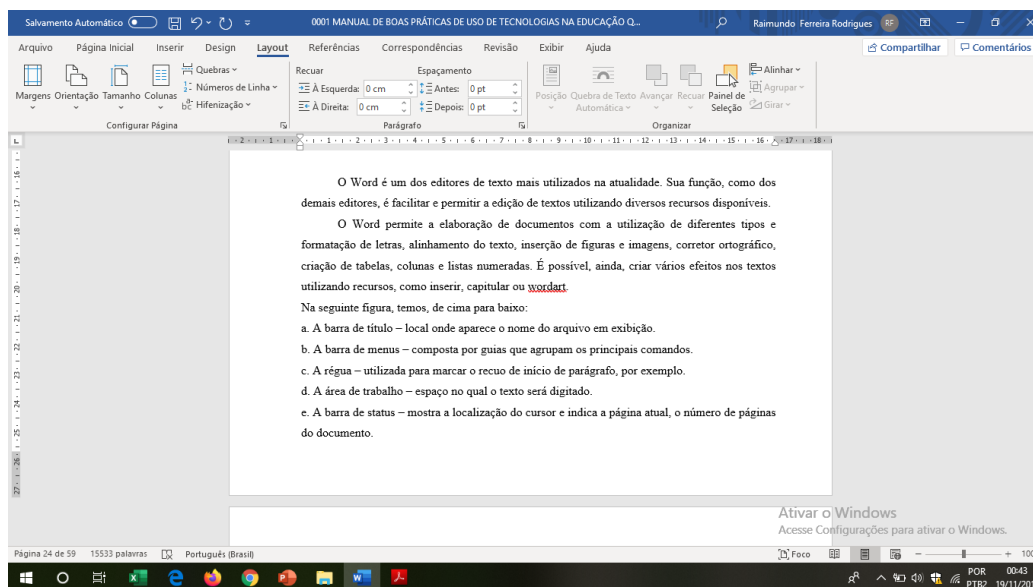 Salvamento Automático 0001 MANUAL DE BOAS PRÁTICAS DE USO DE TECNOLOGIAS NA EDUCAÇÃO Q... Raimundo Ferreira Rodrigues RF
Arquivo Página Inicial Inserir Design Layout Referências Correspondências Revisão Exibir Ajuda Compartilhar Comentários
Margens Orientação Tamanho Colunas
Quebras
Números de Linha
Hifenização
Configurar Página
Recuar Espaçamento
À Esquerda: 0 cm Antes: 0 pt
À Direita: 0 cm Depois: 0 pt
Parágrafo
Posição Quebra de Texto Automática Avançar Recuar Painel de Seleção
Alinhar
Agrupar
Girar
Organizar
O Word é um dos editores de texto mais utilizados na atualidade. Sua função, como dos
demais editores, é facilitar e permitir a edição de textos utilizando diversos recursos disponíveis.
O Word permite a elaboração de documentos com a utilização de diferentes tipos e
formatação de letras, alinhamento do texto, inserção de figuras e imagens, corretor ortográfico,
criação de tabelas, colunas e listas numeradas. É possível, ainda, criar vários efeitos nos textos
utilizando recursos, como inserir, capitular ou wordart.
Na seguinte figura, temos, de cima para baixo:
a. A barra de título – local onde aparece o nome do arquivo em exibição.
b. A barra de menus – composta por guias que agrupam os principais comandos.
c. A régua – utilizada para marcar o recuo de início de parágrafo, por exemplo.
d. A área de trabalho – espaço no qual o texto será digitado.
e. A barra de status – mostra a localização do cursor e indica a página atual, o número de páginas
do documento.
Ativar o Windows
Acesse Configurações para ativar o Windows.
Página 24 de 59 15533 palavras Português (Brasil) Foco
POR 00:43
PTB2